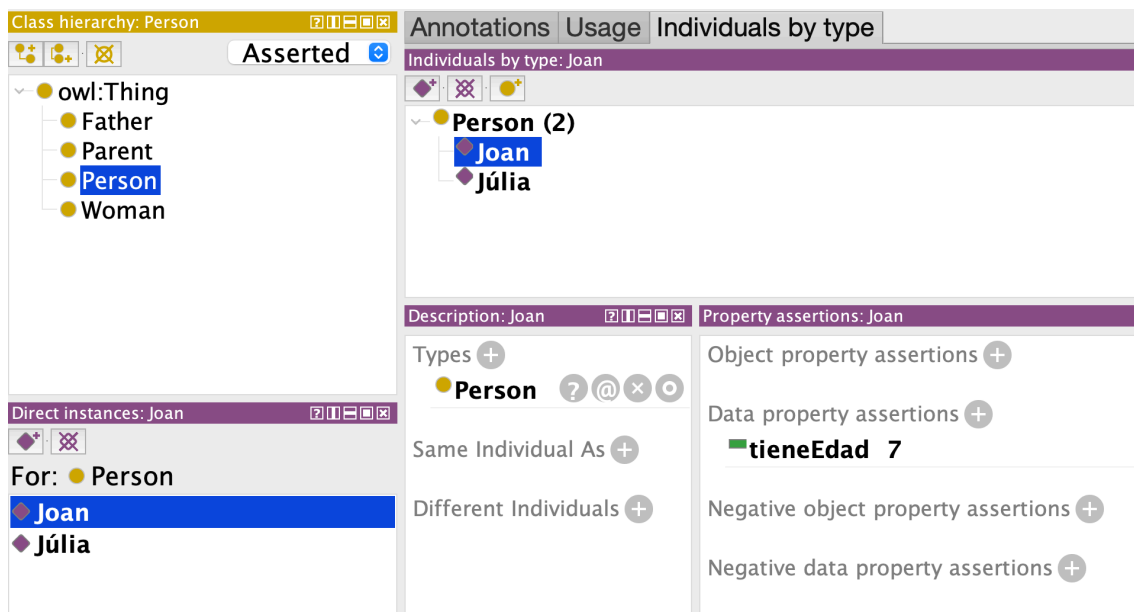 Class hierarchy: Person
Asserted
owl:Thing
Father
Parent
Person
Woman
Direct instances: Joan
For: Person
Joan
Júlia
Annotations Usage Individuals by type
Individuals by type: Joan
Person (2)
Joan
Júlia
Description: Joan
Types
Person
Same Individual As
Different Individuals
Property assertions: Joan
Object property assertions
Data property assertions
tieneEdad 7
Negative object property assertions
Negative data property assertions